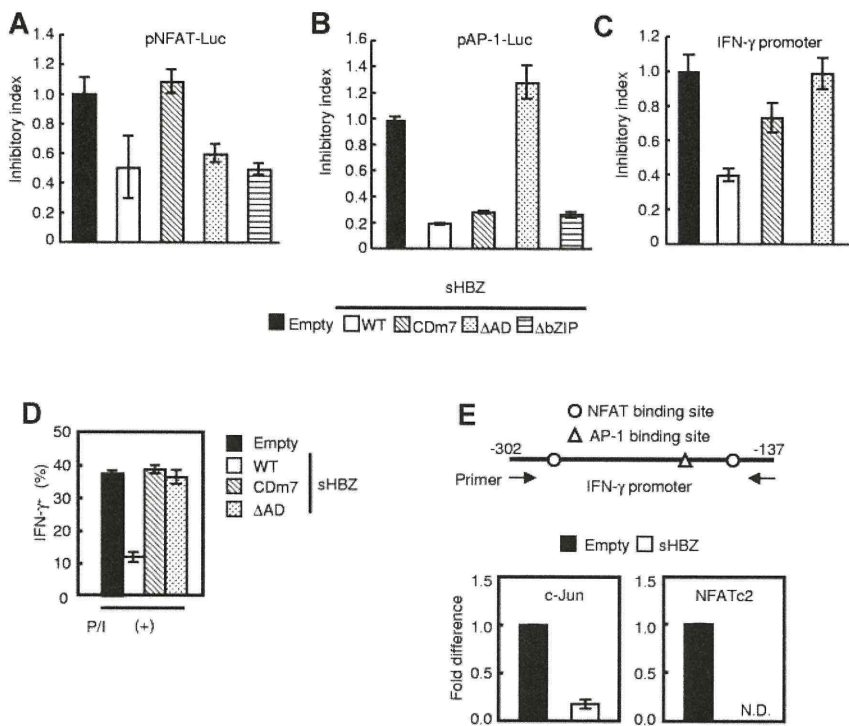 A
pNFAT-Luc
Inhibitory index
1.4
1.2
1.0
0.8
0.6
0.4
0.2
0
B
pAP-1-Luc
Inhibitory index
1.6
1.4
1.2
1.0
0.8
0.6
0.4
0.2
0
C
IFN-γ promoter
Inhibitory index
1.2
1.0
0.8
0.6
0.4
0.2
0
sHBZ
Empty WT CDm7 ΔAD ΔbZIP
D
IFN-γ- (%)
50
40
30
20
10
0
P/I (+)
Empty
WT
CDm7
ΔAD
sHBZ
E
NFAT binding site
AP-1 binding site
-302 -137
Primer IFN-γ promoter
Empty sHBZ
Fold difference
c-Jun
1.5
1.0
0.5
0.0
NFATc2
1.5
1.0
0.5
0.0
N.D.